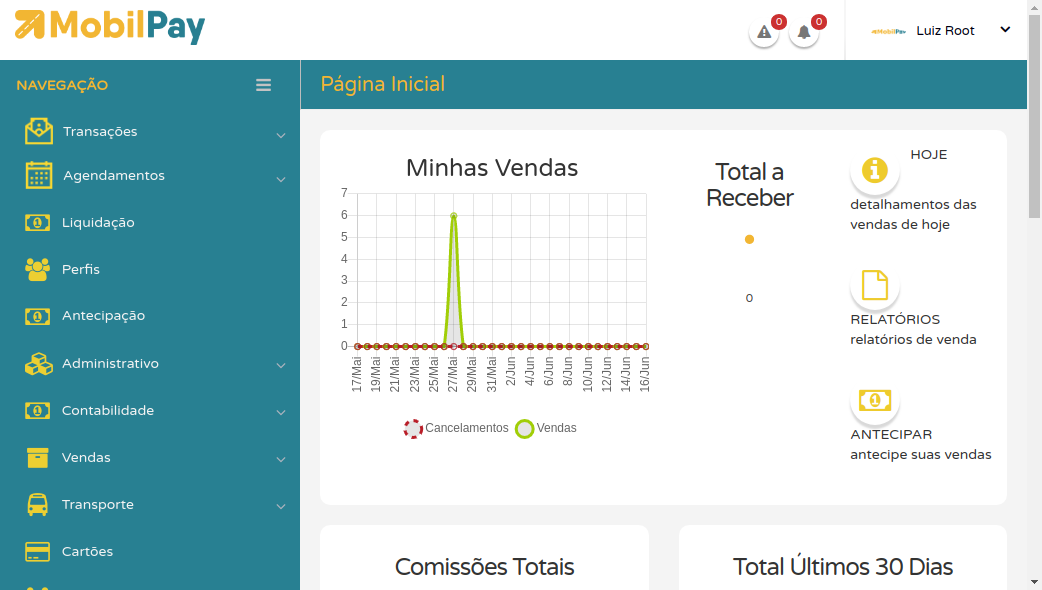 MobilPay
0
0
MobilPay
Luiz Root
NAVEGAÇÃO
Página Inicial
Transações
Agendamentos
Liquidação
Perfis
Antecipação
Administrativo
Contabilidade
Vendas
Transporte
Cartões
Minhas Vendas
7
6
5
4
3
2
1
0
17/Mai
19/Mai
21/Mai
23/Mai
25/Mai
27/Mai
29/Mai
31/Mai
2/Jun
4/Jun
6/Jun
8/Jun
10/Jun
12/Jun
14/Jun
16/Jun
Cancelamentos
Vendas
Total a
Receber
0
HOJE
detalhamentos das
vendas de hoje
RELATÓRIOS
relatórios de venda
ANTECIPAR
antecipe suas vendas
Comissões Totais
Total Últimos 30 Dias